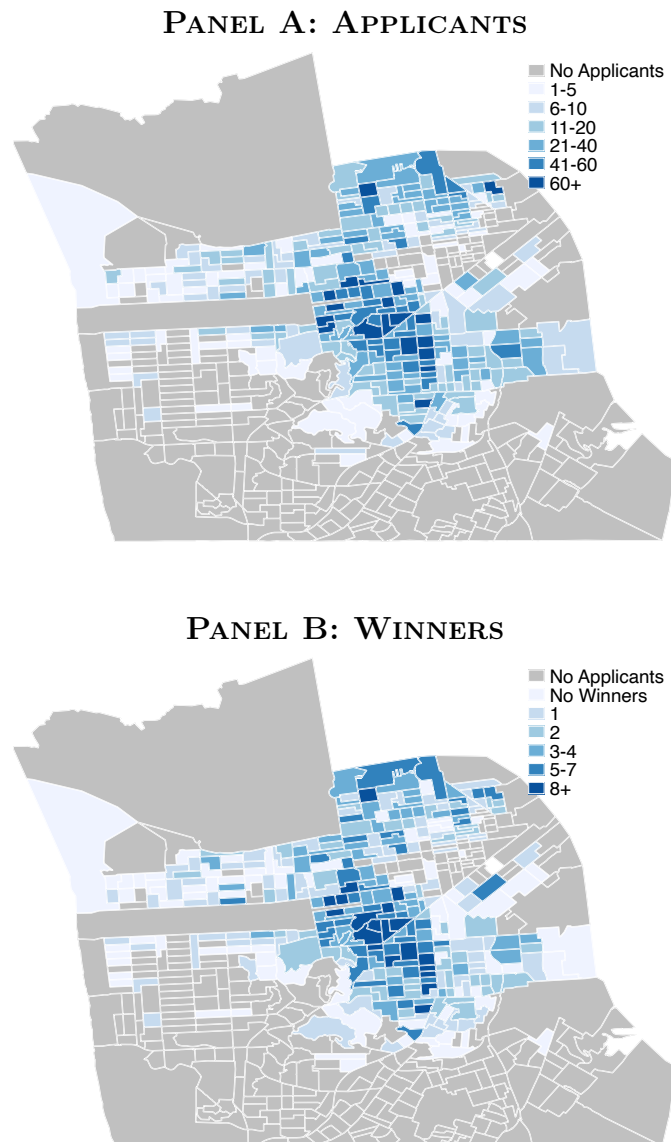 PANEL A: APPLICANTS
No Applicants
1-5
6-10
11-20
21-40
41-60
60+
PANEL B: WINNERS
No Applicants
No Winners
1
2
3-4
5-7
8+